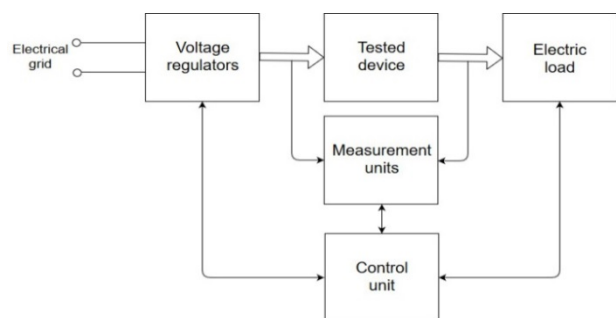 Electrical
grid
Voltage
regulators
Tested
device
Electric
load
Measurement
units
Control
unit